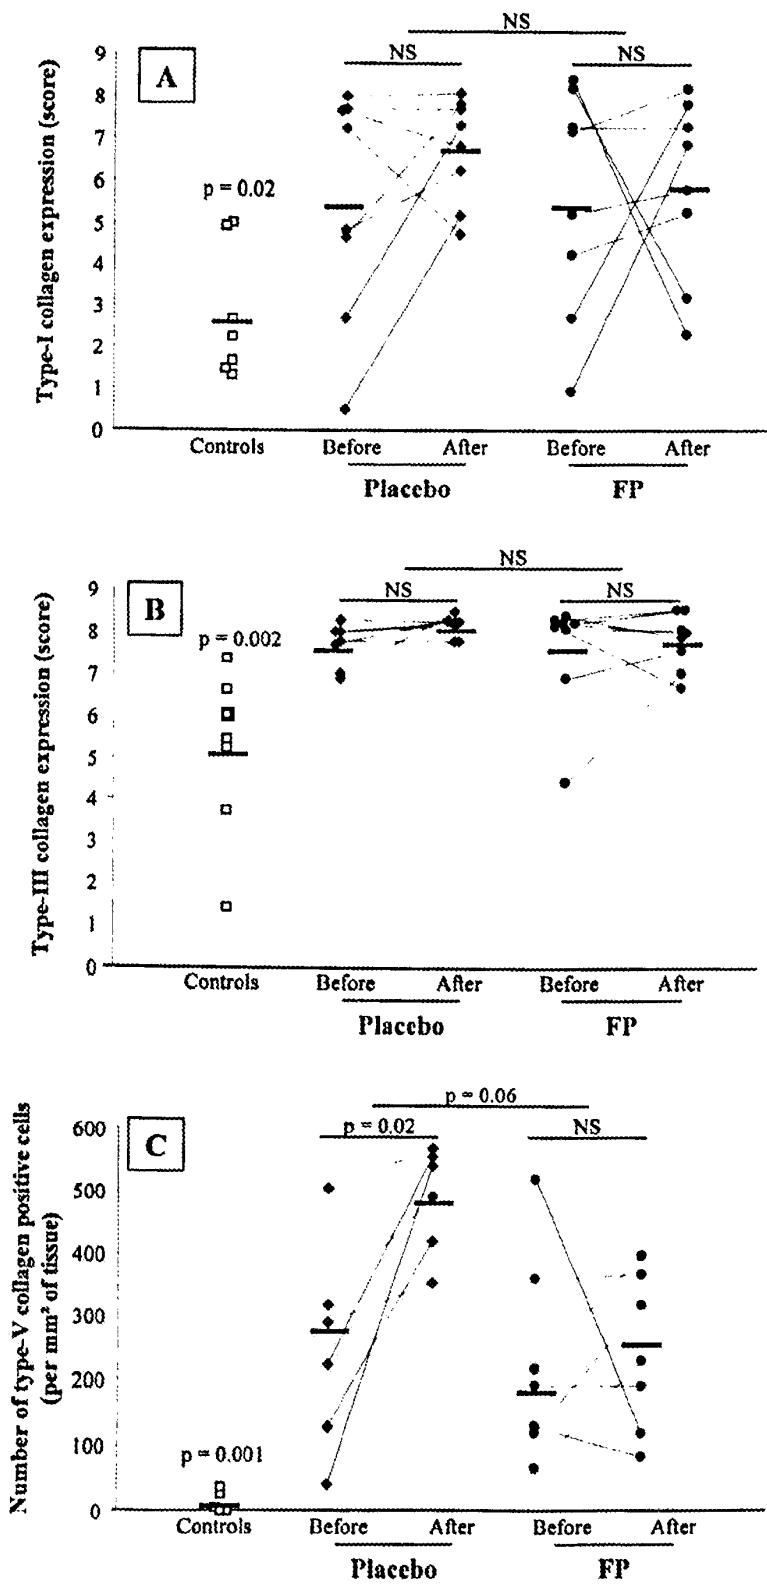 NS
NS
NS
A
9
8
7
6
5
4
3
2
1
0
Type-I collagen expression (score)
p = 0.02
Controls
Before
After
Before
After
Placebo
FP
NS
NS
NS
B
9
8
7
6
5
4
3
2
1
0
Type-III collagen expression (score)
p = 0.002
Controls
Before
After
Before
After
Placebo
FP
p = 0.06
p = 0.02
NS
C
600
500
400
300
200
100
0
Number of type-V collagen positive cells
(per mm² of tissue)
p = 0.001
Controls
Before
After
Before
After
Placebo
FP